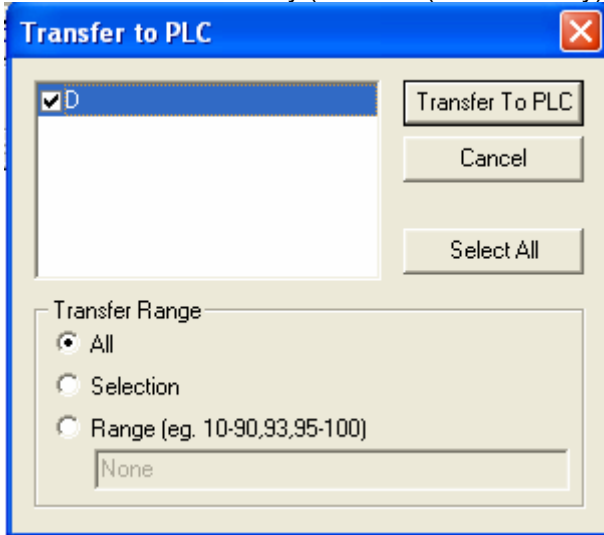 Transfer to PLC
D
Transfer To PLC
Cancel
Select All
Transfer Range
All
Selection
Range (eg. 10-90,93,95-100)
None